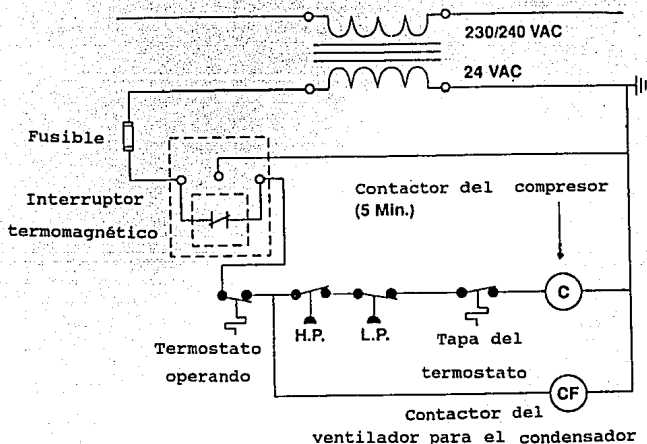 230/240 VAC
24 VAC
Fusible
Interruptor
termomagnético
Contactor del compresor
(5 Min.)
C
H.P.
L.P.
Termostato
operando
Tapa del
termostato
CF
Contactor del
ventilador para el condensador